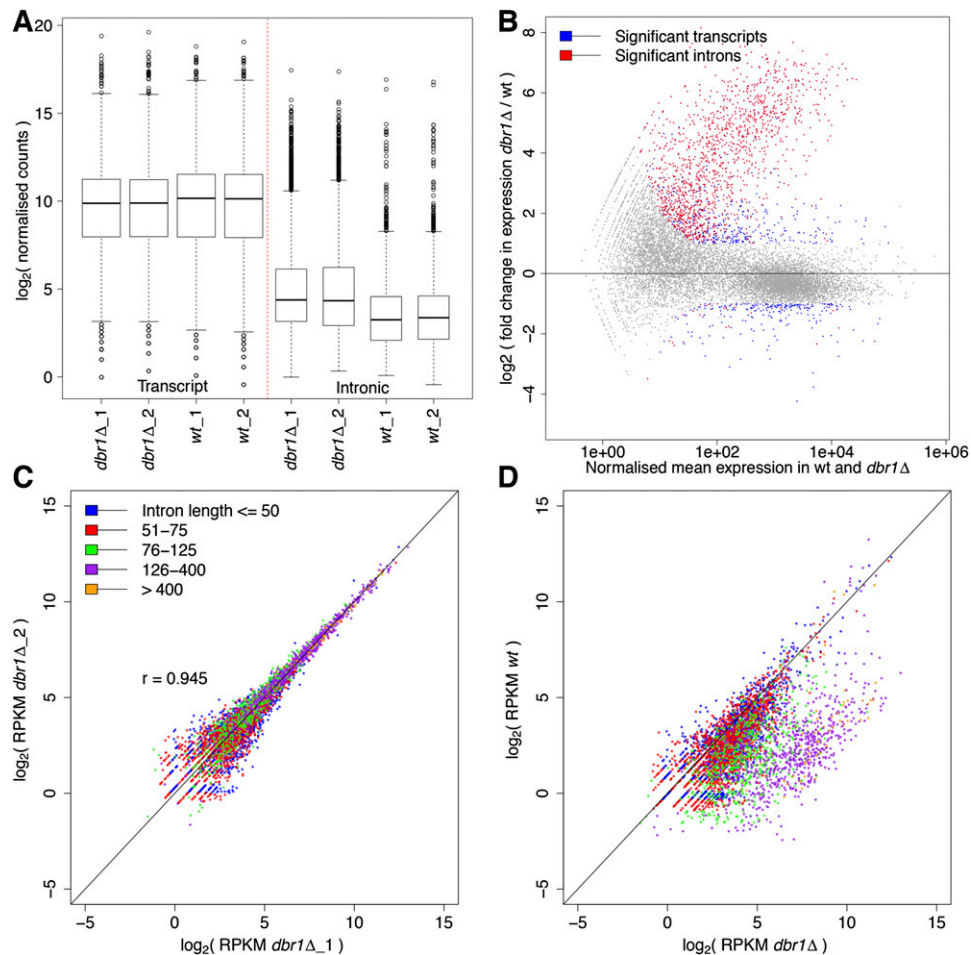 A
20
15
10
5
0
log2( normalised counts )
Transcript
Intronic
dbr1Δ_1
dbr1Δ_2
wt_1
wt_2
dbr1Δ_1
dbr1Δ_2
wt_1
wt_2
B
Significant transcripts
Significant introns
8
6
4
2
0
−2
−4
log2 ( fold change in expression dbr1Δ / wt )
1e+00
1e+02
1e+04
1e+06
Normalised mean expression in wt and dbr1Δ
C
Intron length <= 50
51−75
76−125
126−400
> 400
r = 0.945
15
10
5
0
−5
log2( RPKM dbr1Δ_2 )
−5
0
5
10
15
log2( RPKM dbr1Δ_1 )
D
15
10
5
0
−5
log2( RPKM wt )
−5
0
5
10
15
log2( RPKM dbr1Δ )